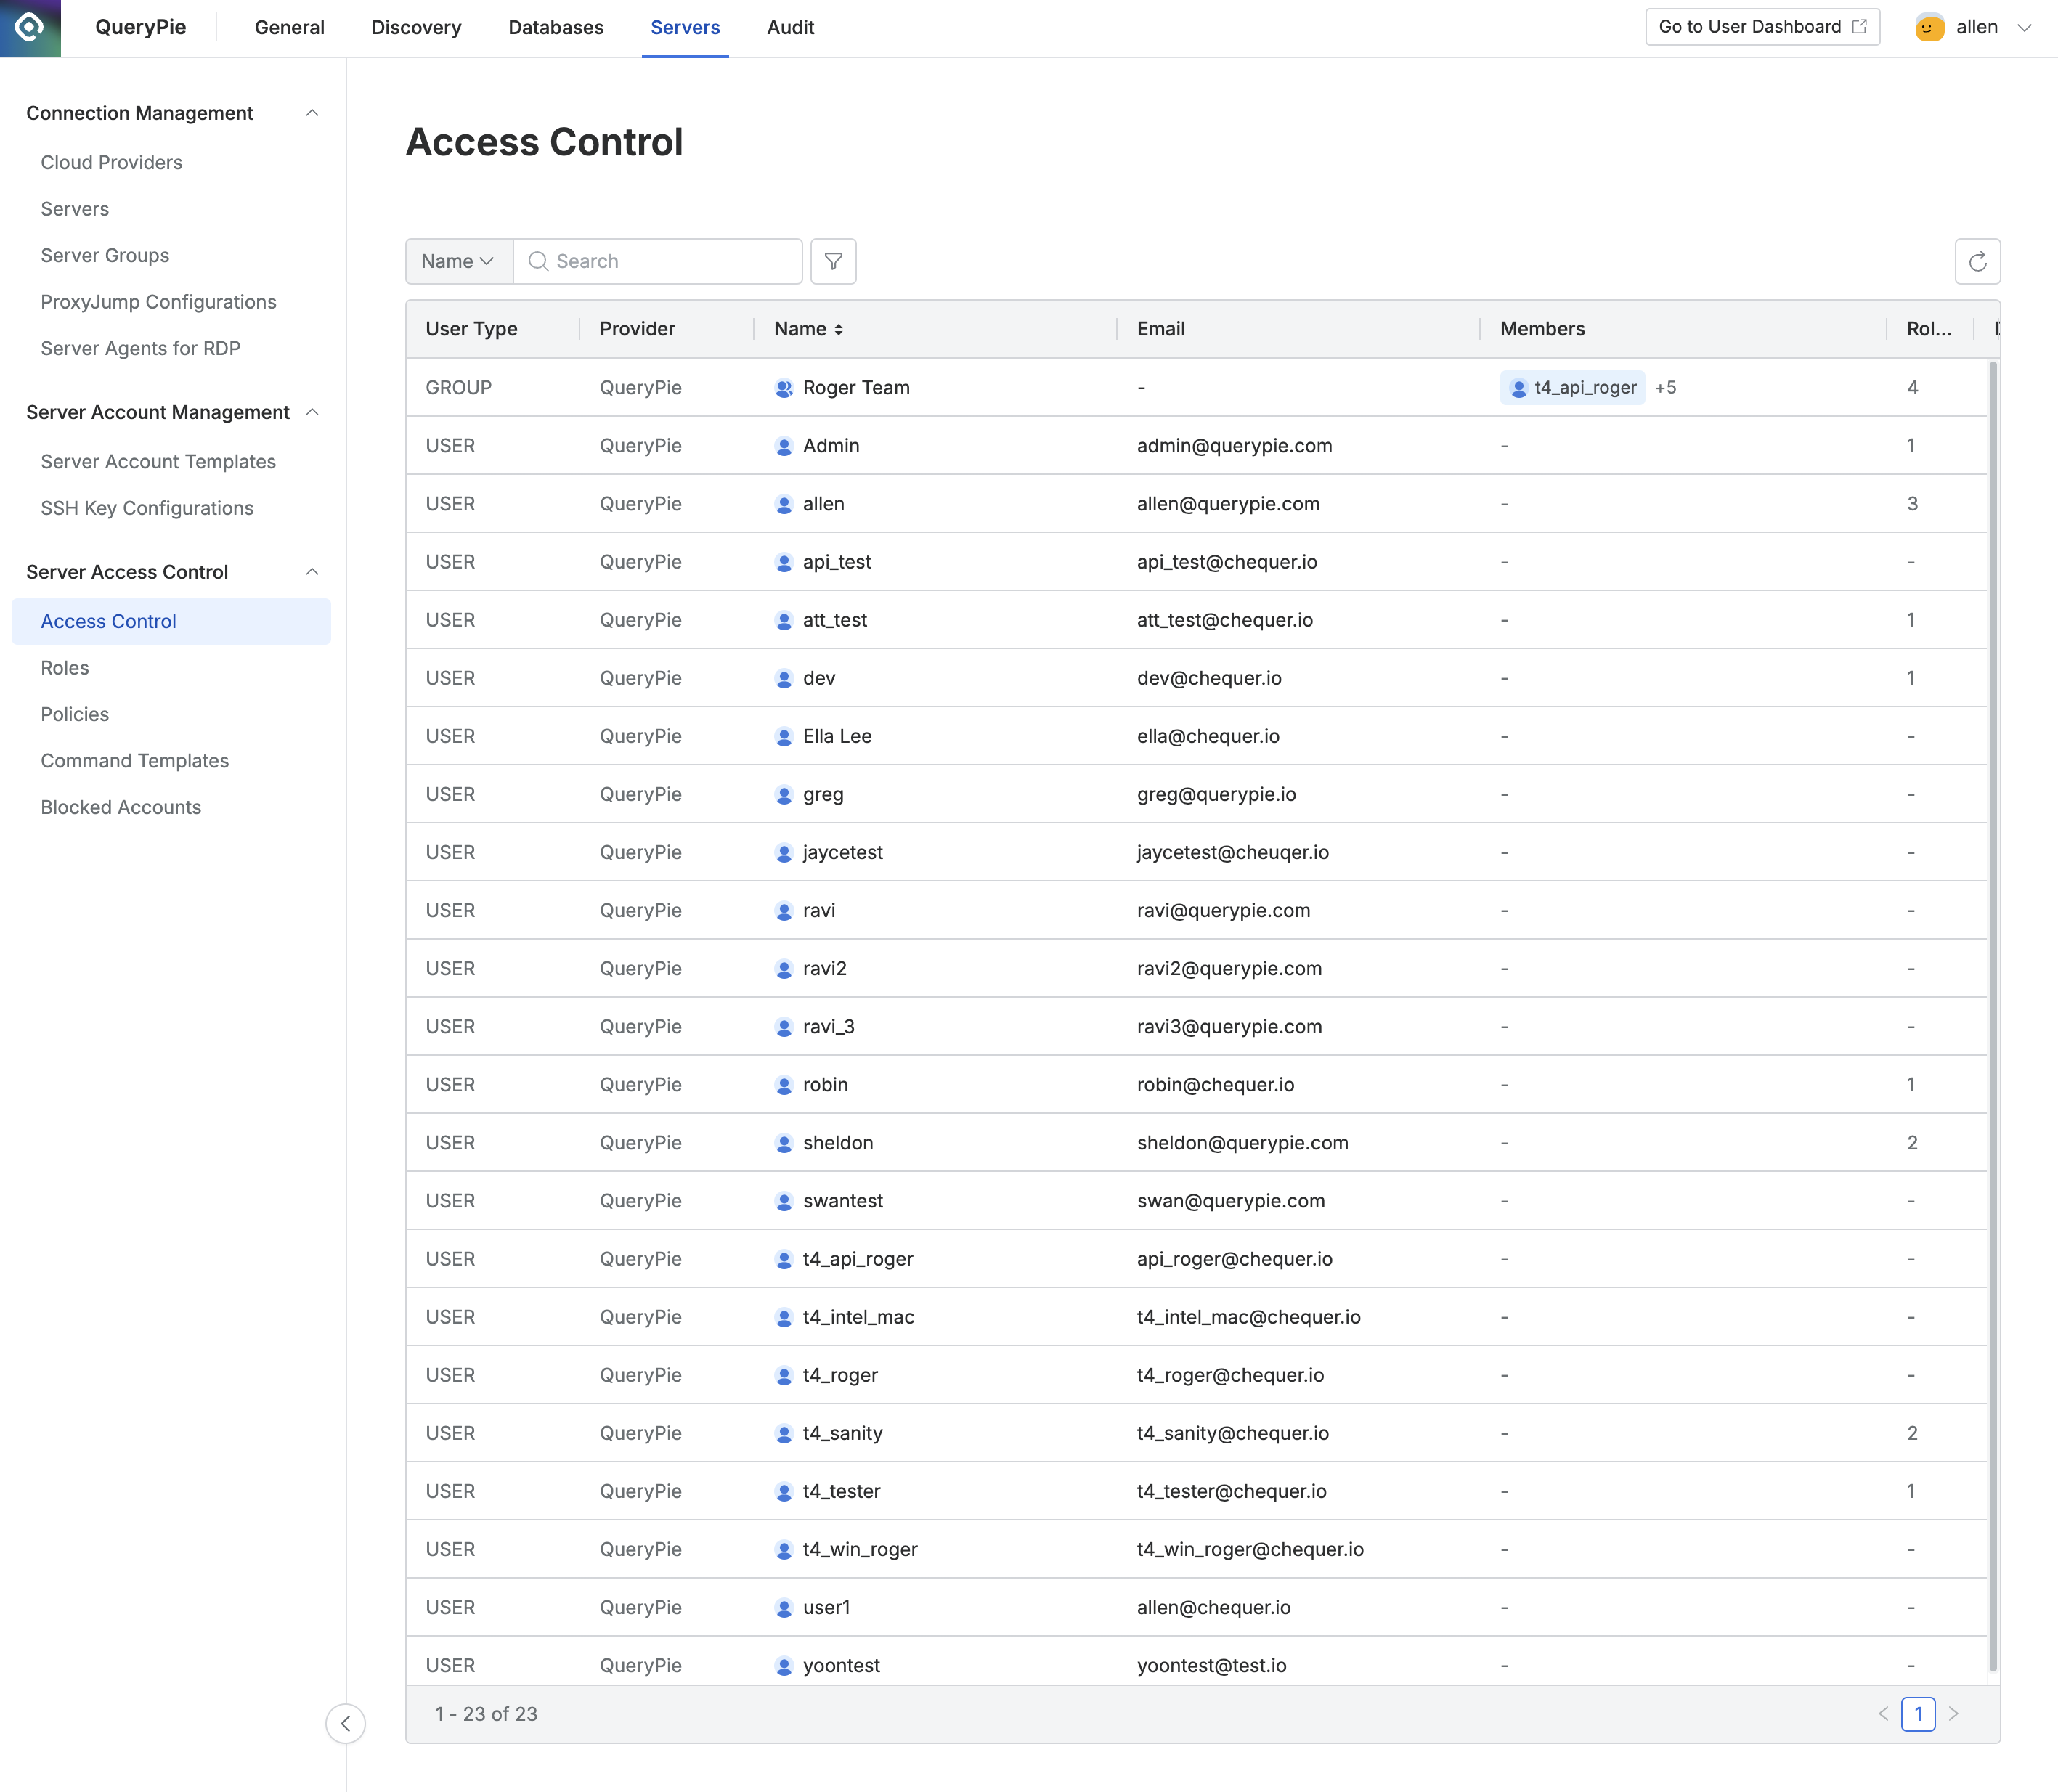 QueryPie General Discovery Databases Servers Audit Go to User Dashboard allen
Connection Management
Cloud Providers
Servers
Server Groups
ProxyJump Configurations
Server Agents for RDP
Server Account Management
Server Account Templates
SSH Key Configurations
Server Access Control
Access Control
Roles
Policies
Command Templates
Blocked Accounts
Access Control
Name Search
User Type Provider Name Email Members Rol...
GROUP QueryPie Roger Team - t4_api_roger +5 4
USER QueryPie Admin admin@querypie.com - 1
USER QueryPie allen allen@querypie.com - 3
USER QueryPie api_test api_test@chequer.io - -
USER QueryPie att_test att_test@chequer.io - 1
USER QueryPie dev dev@chequer.io - 1
USER QueryPie Ella Lee ella@chequer.io - -
USER QueryPie greg greg@querypie.io - -
USER QueryPie jaycetest jaycetest@cheuqer.io - -
USER QueryPie ravi ravi@querypie.com - -
USER QueryPie ravi2 ravi2@querypie.com - -
USER QueryPie ravi_3 ravi3@querypie.com - -
USER QueryPie robin robin@chequer.io - 1
USER QueryPie sheldon sheldon@querypie.com - 2
USER QueryPie swantest swan@querypie.com - -
USER QueryPie t4_api_roger api_roger@chequer.io - -
USER QueryPie t4_intel_mac t4_intel_mac@chequer.io - -
USER QueryPie t4_roger t4_roger@chequer.io - -
USER QueryPie t4_sanity t4_sanity@chequer.io - 2
USER QueryPie t4_tester t4_tester@chequer.io - 1
USER QueryPie t4_win_roger t4_win_roger@chequer.io - -
USER QueryPie user1 allen@chequer.io - -
USER QueryPie yoontest yoontest@test.io - -
1 - 23 of 23 < 1 >